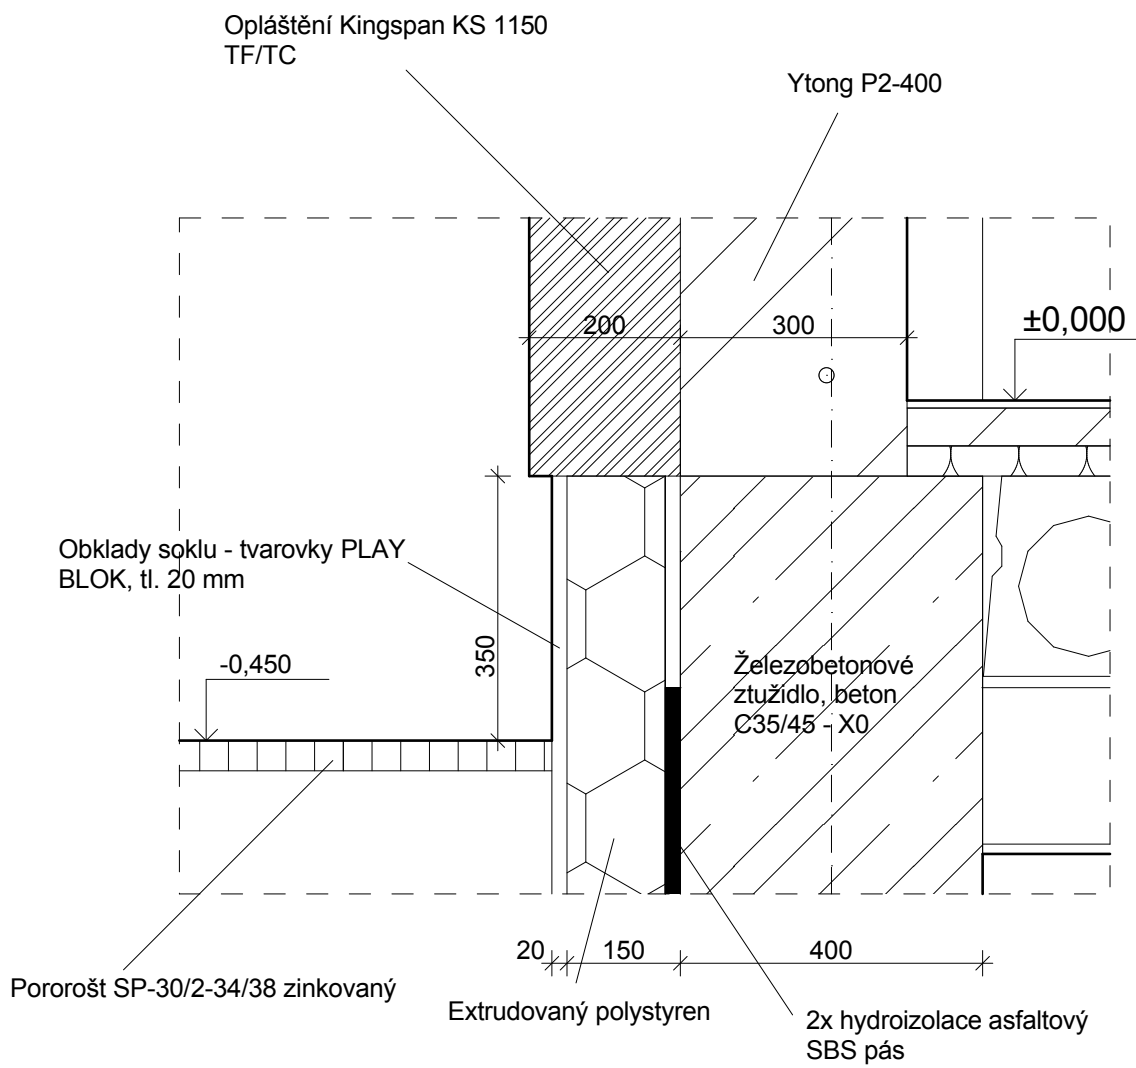 Opláštění Kingspan KS 1150
TF/TC
Ytong P2-400
200
300
±0,000
Obklady soklu - tvarovky PLAY
BLOK, tl. 20 mm
350
-0,450
Železobetonové
ztužidlo, beton
C35/45 - X0
20
150
400
Pororošt SP-30/2-34/38 zinkovaný
Extrudovaný polystyren
2x hydroizolace asfaltový
SBS pás